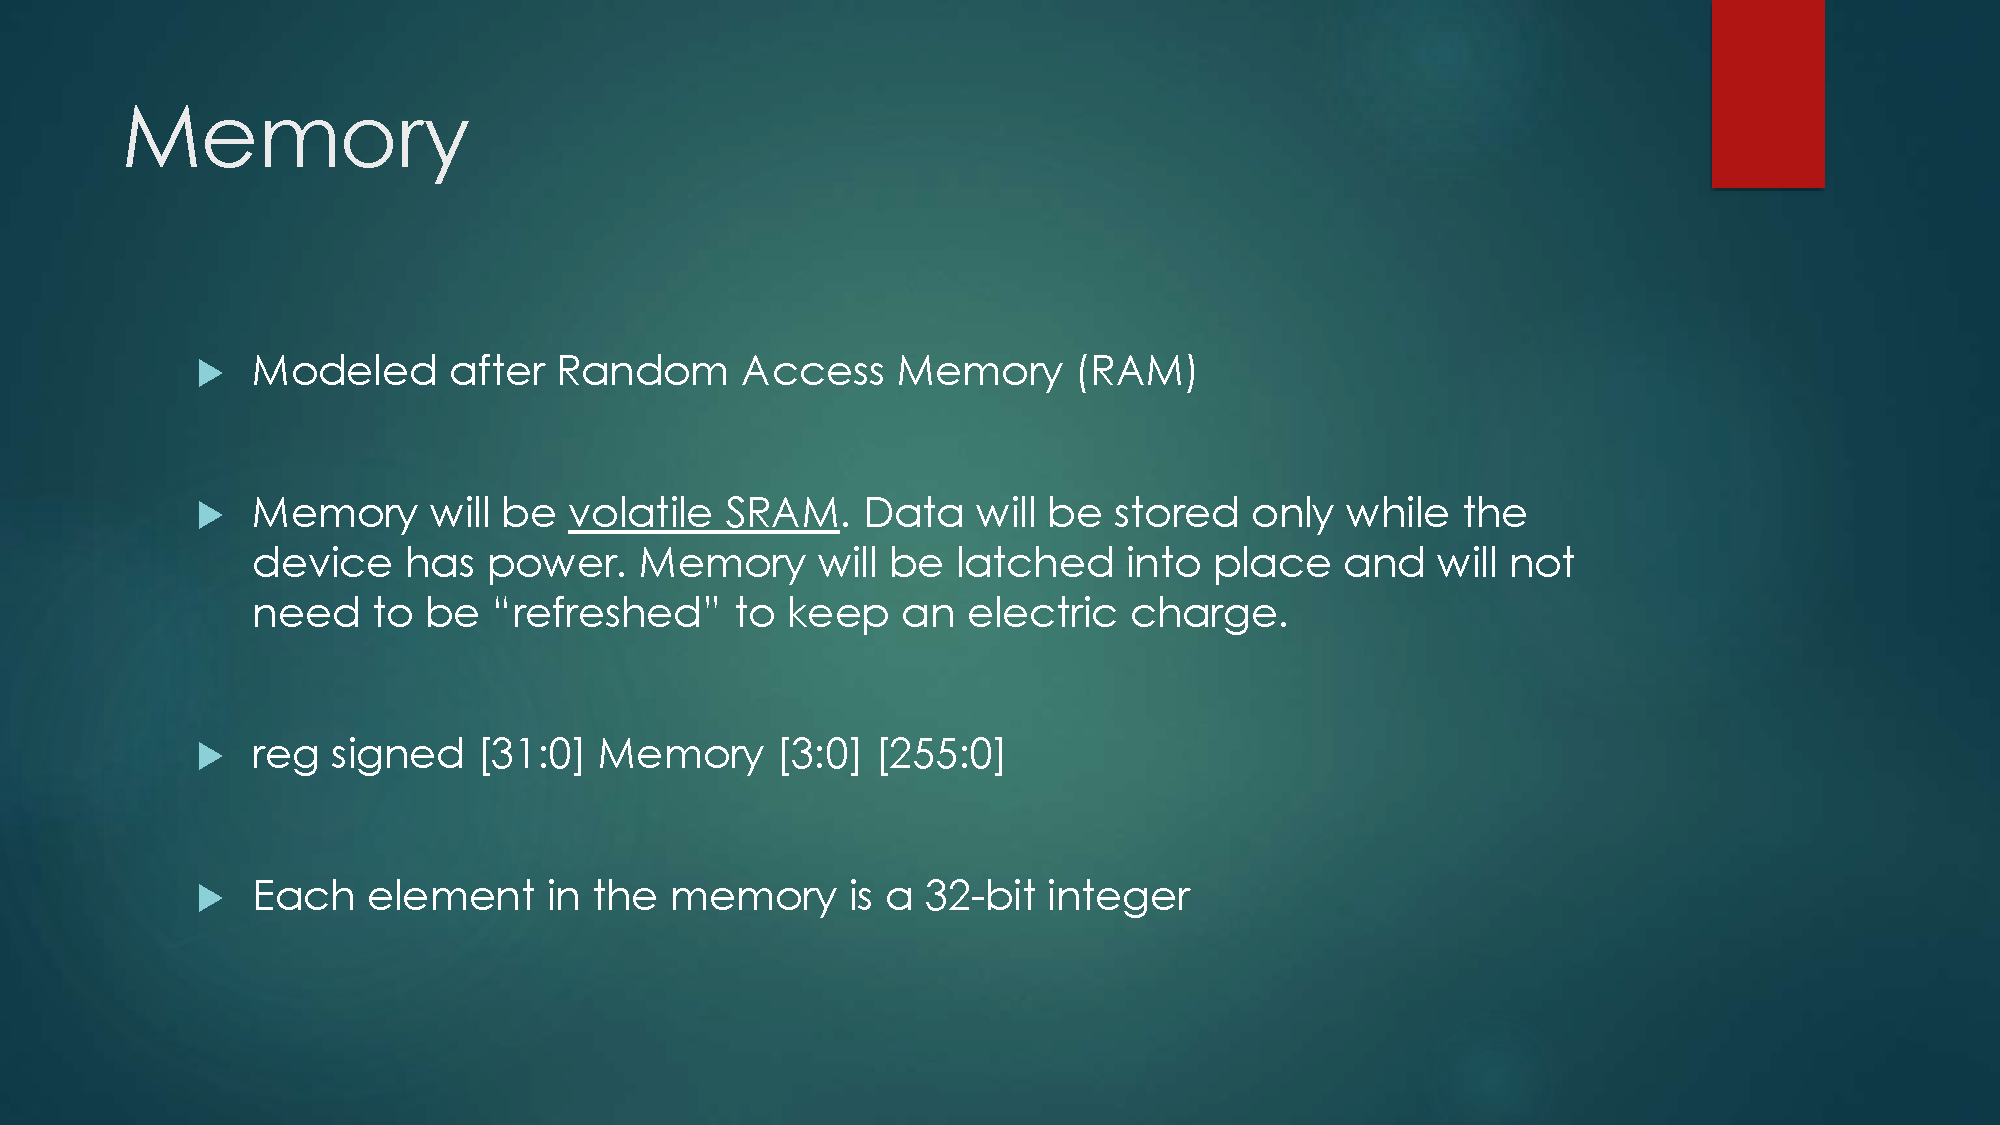 Memory
Modeled after Random Access Memory (RAM)
Memory will be volatile SRAM. Data will be stored only while the
device has power. Memory will be latched into place and will not
need to be “refreshed” to keep an electric charge.
reg signed [31:0] Memory [3:0] [255:0]
Each element in the memory is a 32-bit integer